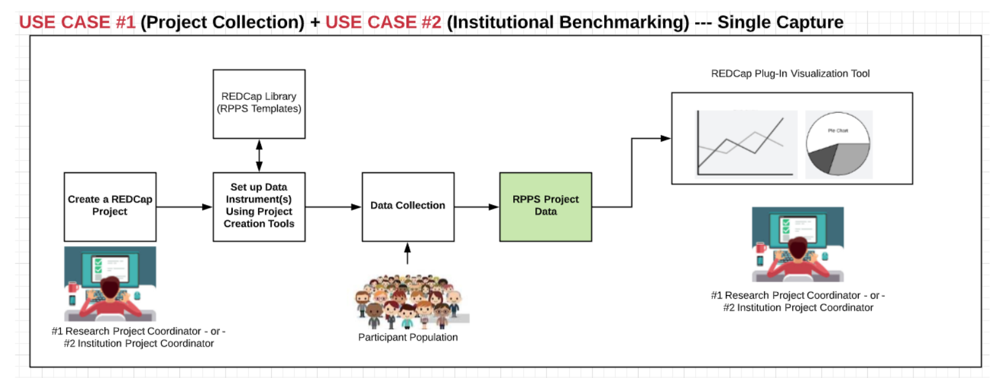 USE CASE #1 (Project Collection) + USE CASE #2 (Institutional Benchmarking) --- Single Capture
REDCap Plug-In Visualization Tool
REDCap Library
(RPPS Templates)
Pie Chart
Create a REDCap
Project
Set up Data
Instrument(s)
Using Project
Creation Tools
Data Collection
RPPS Project
Data
#1 Research Project Coordinator - or -
#2 Institution Project Coordinator
Participant Population
#1 Research Project Coordinator - or -
#2 Institution Project Coordinator